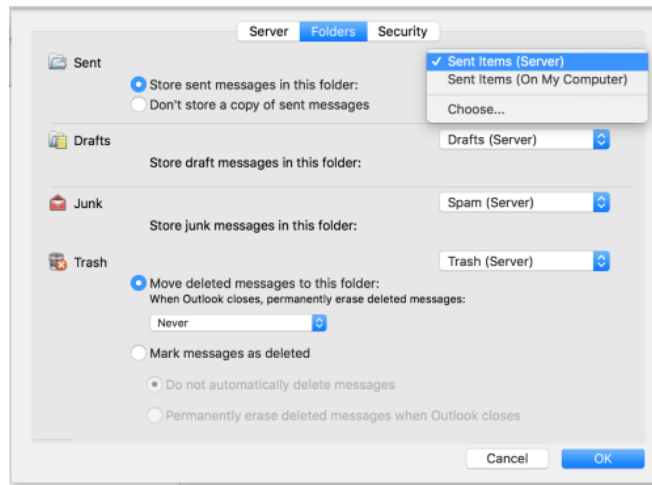 Server Folders Security
Sent
✓ Sent Items (Server)
Sent Items (On My Computer)
Choose...
Store sent messages in this folder:
Don't store a copy of sent messages
Drafts
Drafts (Server)
Store draft messages in this folder:
Junk
Spam (Server)
Store junk messages in this folder:
Trash
Trash (Server)
Move deleted messages to this folder:
When Outlook closes, permanently erase deleted messages:
Never
Mark messages as deleted
Do not automatically delete messages
Permanently erase deleted messages when Outlook closes
Cancel OK